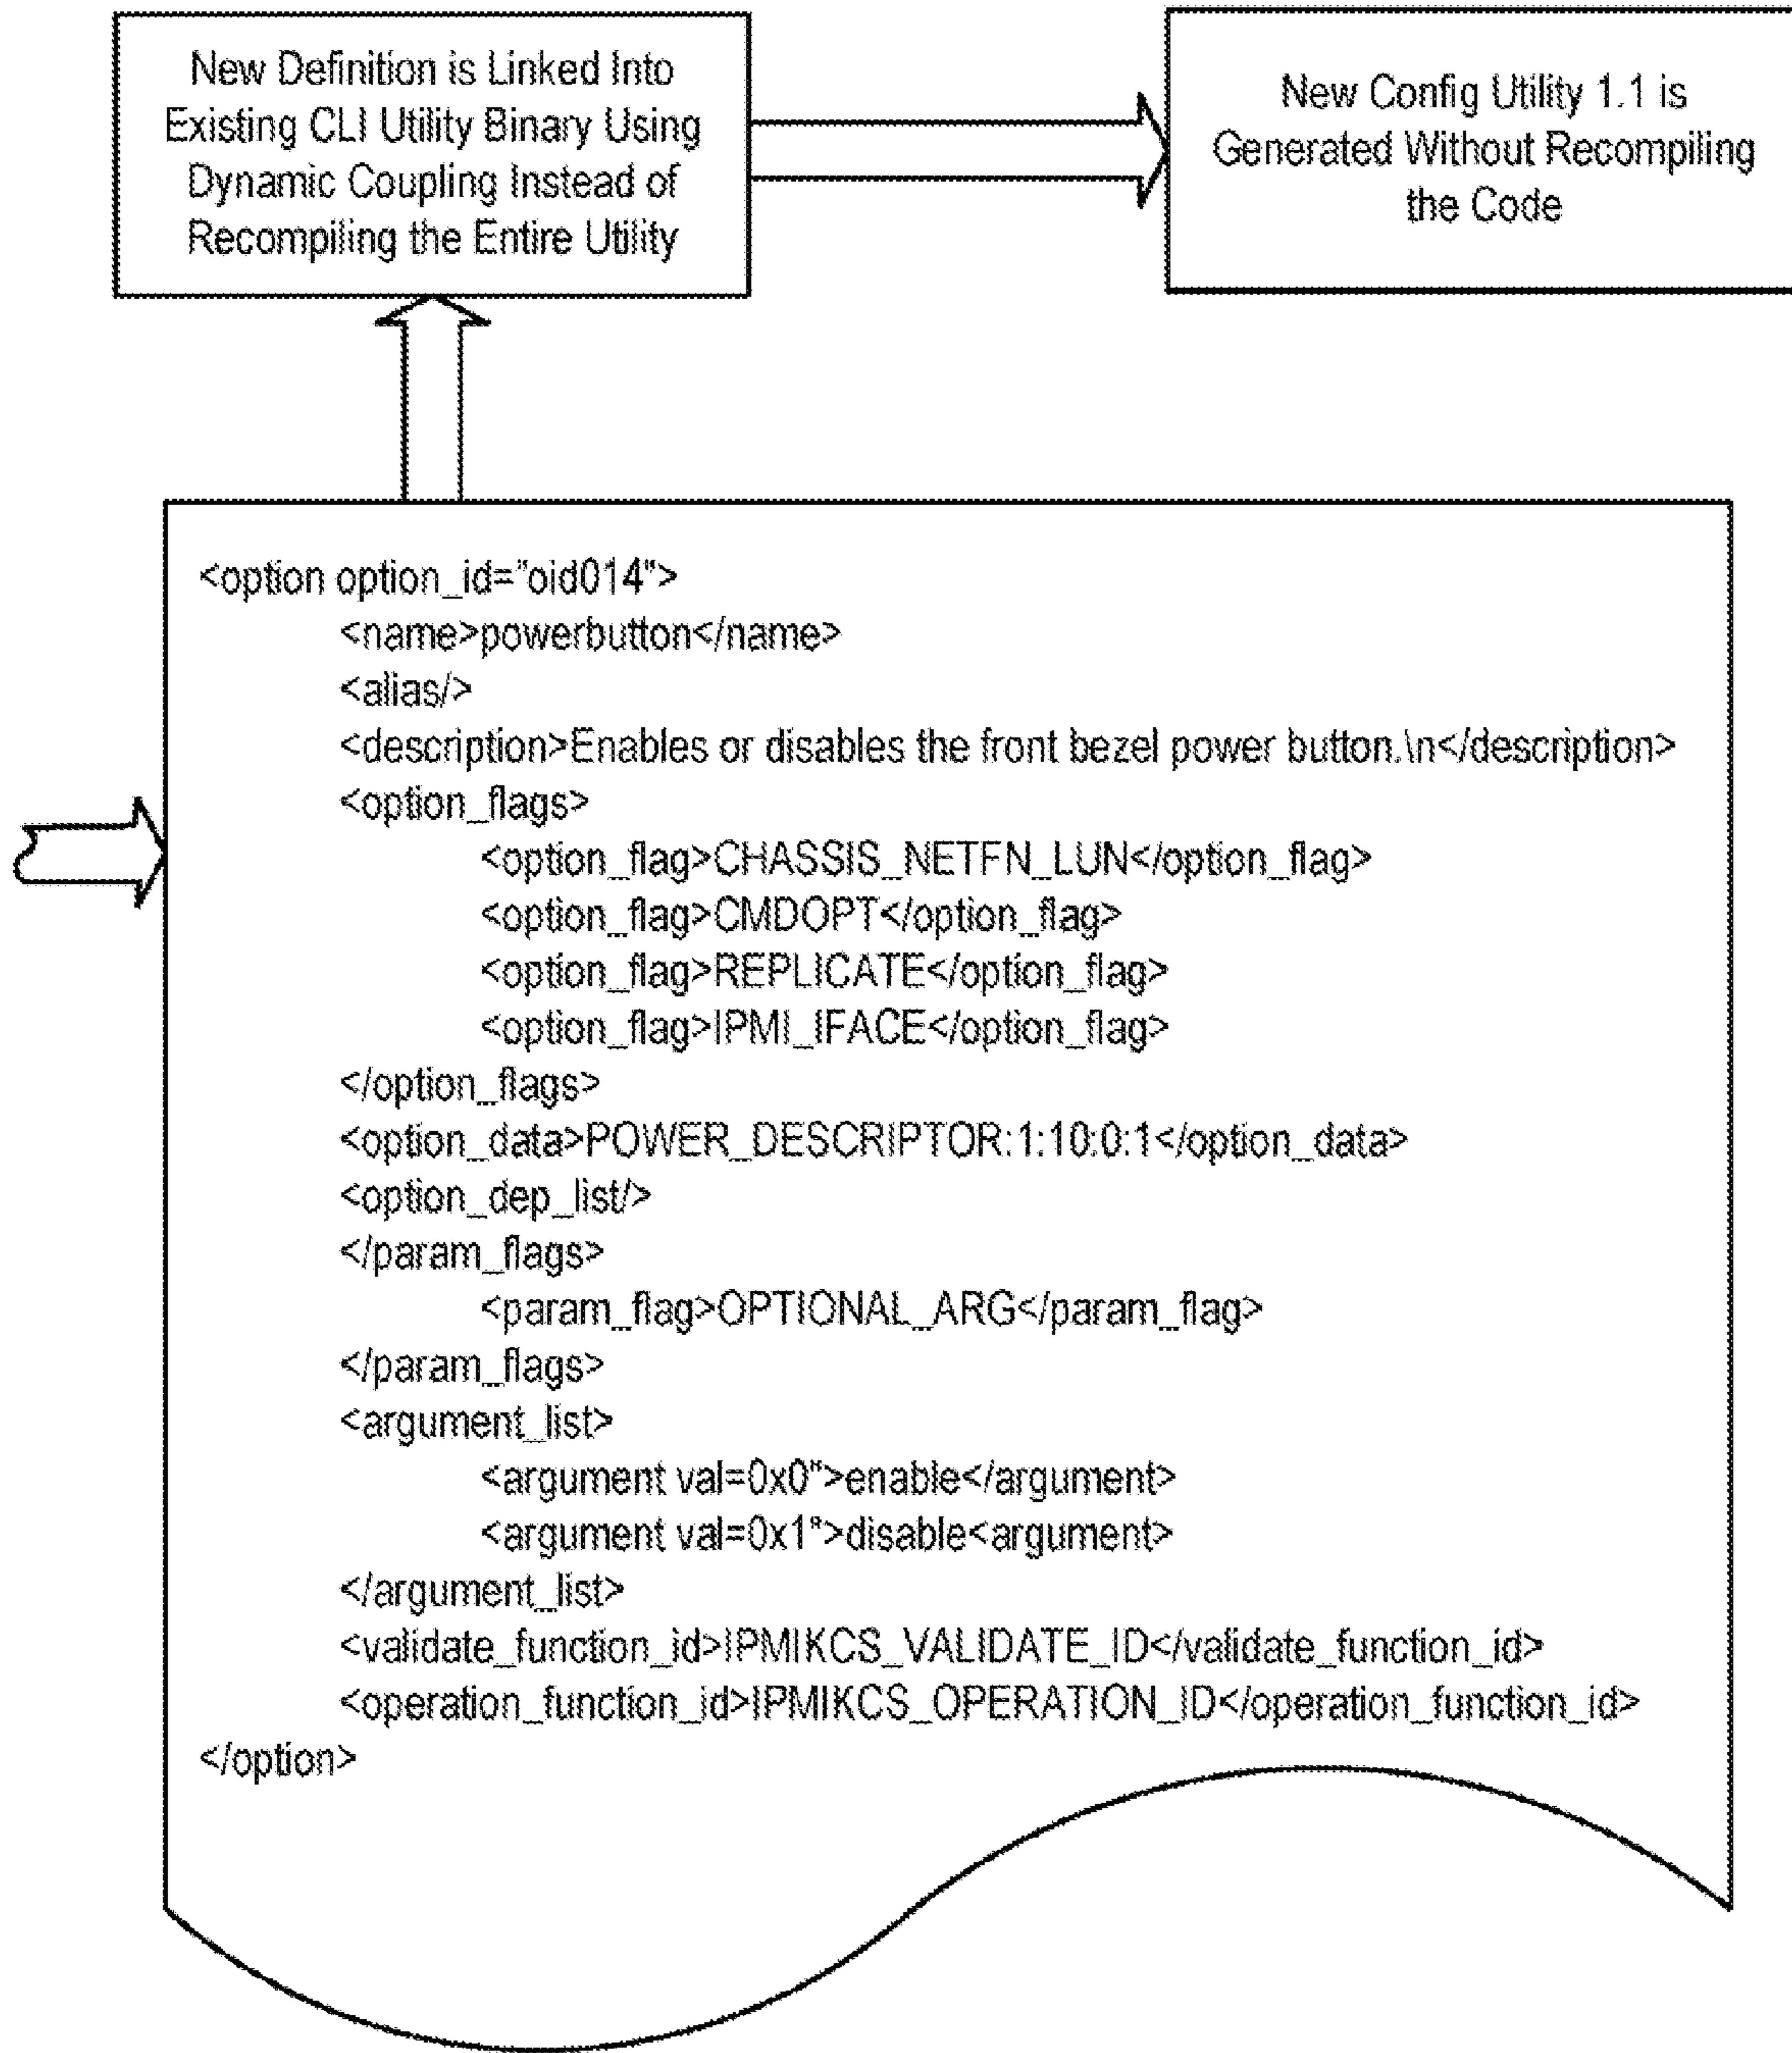 New Definition is Linked Into
Existing CLI Utility Binary Using
Dynamic Coupling Instead of
Recompiling the Entire Utility
New Config Utility 1.1 is
Generated Without Recompiling
the Code
<option option_id="oid014">
<name>powerbutton</name>
<alias/>
<description>Enables or disables the front bezel power button.\n</description>
<option_flags>
<option_flag>CHASSIS_NETFN_LUN</option_flag>
<option_flag>CMDOPT</option_flag>
<option_flag>REPLICATE</option_flag>
<option_flag>IPMI_IFACE</option_flag>
</option_flags>
<option_data>POWER_DESCRIPTOR:1:10:0:1</option_data>
<option_dep_list/>
</param_flags>
<param_flag>OPTIONAL_ARG</param_flag>
</param_flags>
<argument_list>
<argument val=0x0">enable</argument>
<argument val=0x1">disable<argument>
</argument_list>
<validate_function_id>IPMIKCS_VALIDATE_ID</validate_function_id>
<operation_function_id>IPMIKCS_OPERATION_ID</operation_function_id>
</option>